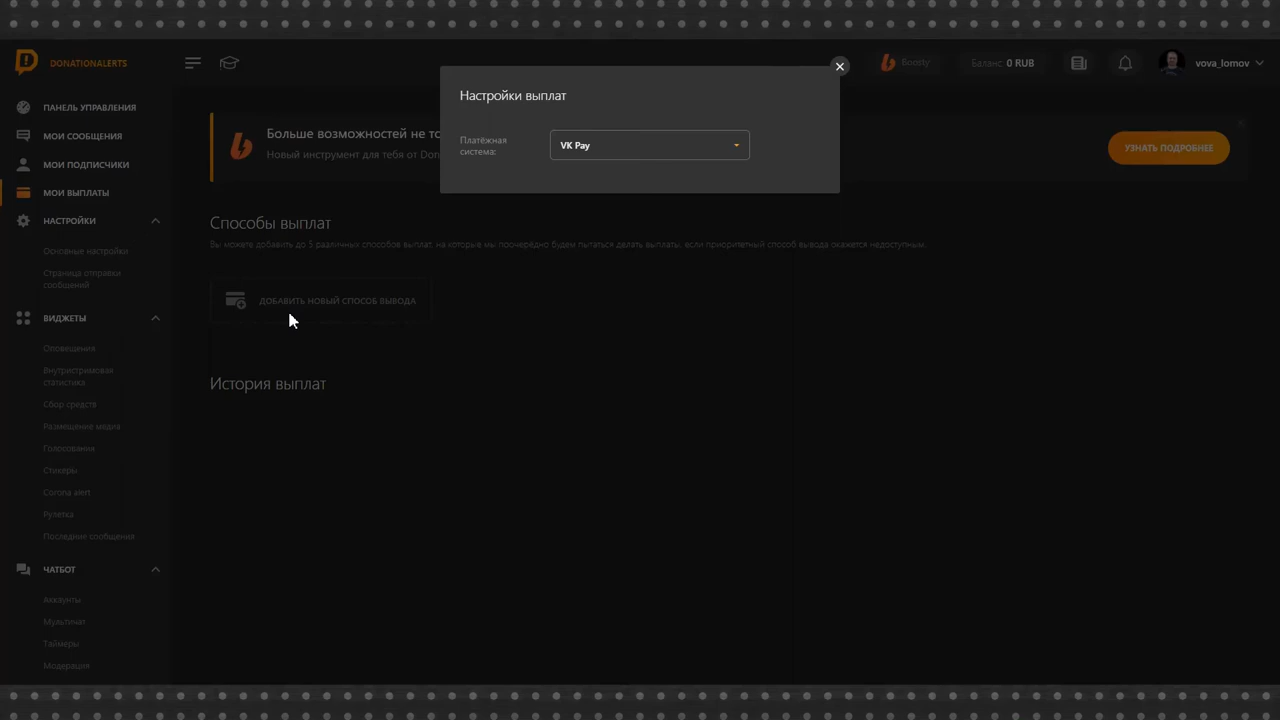 DONATIONALERTS
Boosty
Баланс: 0 RUB
vova_lomov
Настройки выплат
Платёжная
система:
VK Pay
ПАНЕЛЬ УПРАВЛЕНИЯ
МОИ СООБЩЕНИЯ
МОИ ПОДПИСЧИКИ
МОИ ВЫПЛАТЫ
НАСТРОЙКИ
Основные настройки
Страница отправки
сообщений
ВИДЖЕТЫ
Оповещения
Внутристримовая
статистика
Сбор средств
Размещение медиа
Голосования
Стикеры
Corona alert
Рулетка
Последние сообщения
ЧАТБОТ
Аккаунты
Мультичат
Таймеры
Модерация
Больше возможностей не то
Новый инструмент для тебя от Don
УЗНАТЬ ПОДРОБНЕЕ
Способы выплат
Вы можете добавить до 5 различных способов выплат, на которые мы поочерёдно будем пытаться делать выплаты, если приоритетный способ вывода окажется недоступным.
ДОБАВИТЬ НОВЫЙ СПОСОБ ВЫВОДА
История выплат